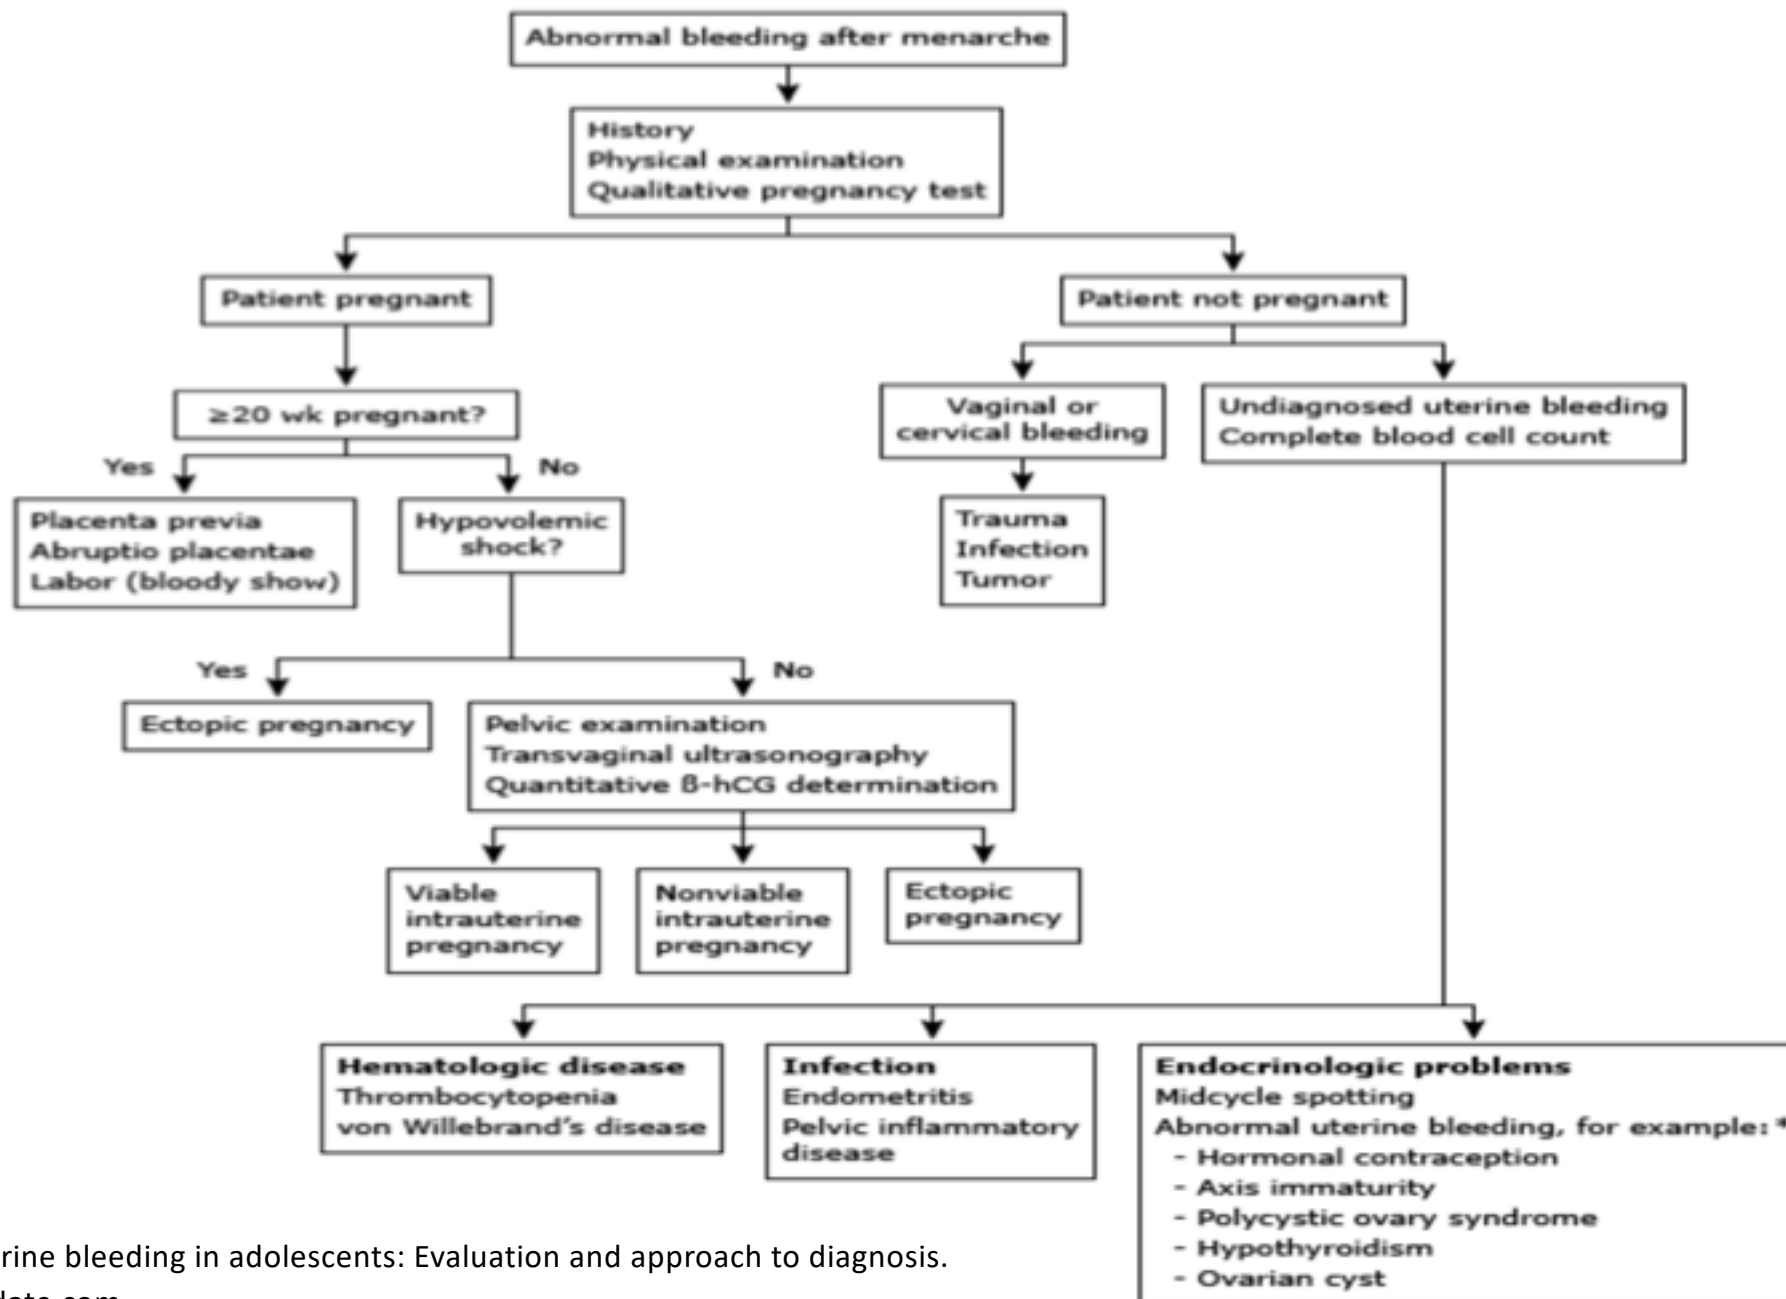 Abnormal bleeding after menarche
History
Physical examination
Qualitative pregnancy test
Patient pregnant
Patient not pregnant
≥20 wk pregnant?
Vaginal or
cervical bleeding
Undiagnosed uterine bleeding
Complete blood cell count
Yes
No
Placenta previa
Abruptio placentae
Labor (bloody show)
Hypovolemic
shock?
Trauma
Infection
Tumor
Yes
No
Ectopic pregnancy
Pelvic examination
Transvaginal ultrasonography
Quantitative ß-hCG determination
Viable
intrauterine
pregnancy
Nonviable
intrauterine
pregnancy
Ectopic
pregnancy
Hematologic disease
Thrombocytopenia
von Willebrand's disease
Infection
Endometritis
Pelvic inflammatory
disease
Endocrinologic problems
Midcycle spotting
Abnormal uterine bleeding, for example:*
- Hormonal contraception
- Axis immaturity
- Polycystic ovary syndrome
- Hypothyroidism
- Ovarian cyst
rine bleeding in adolescents: Evaluation and approach to diagnosis.